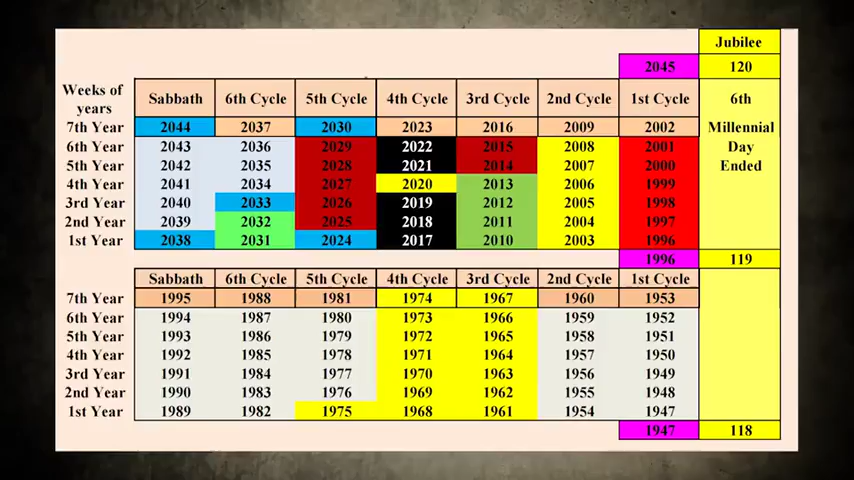 Jubilee
2045 120
Weeks of years Sabbath 6th Cycle 5th Cycle 4th Cycle 3rd Cycle 2nd Cycle 1st Cycle 6th
7th Year 2044 2037 2030 2023 2016 2009 2002 Millennial
6th Year 2043 2036 2029 2022 2015 2008 2001 Day
5th Year 2042 2035 2028 2021 2014 2007 2000 Ended
4th Year 2041 2034 2027 2020 2013 2006 1999
3rd Year 2040 2033 2026 2019 2012 2005 1998
2nd Year 2039 2032 2025 2018 2011 2004 1997
1st Year 2038 2031 2024 2017 2010 2003 1996
1996 119
Sabbath 6th Cycle 5th Cycle 4th Cycle 3rd Cycle 2nd Cycle 1st Cycle
7th Year 1995 1988 1981 1974 1967 1960 1953
6th Year 1994 1987 1980 1973 1966 1959 1952
5th Year 1993 1986 1979 1972 1965 1958 1951
4th Year 1992 1985 1978 1971 1964 1957 1950
3rd Year 1991 1984 1977 1970 1963 1956 1949
2nd Year 1990 1983 1976 1969 1962 1955 1948
1st Year 1989 1982 1975 1968 1961 1954 1947
1947 118